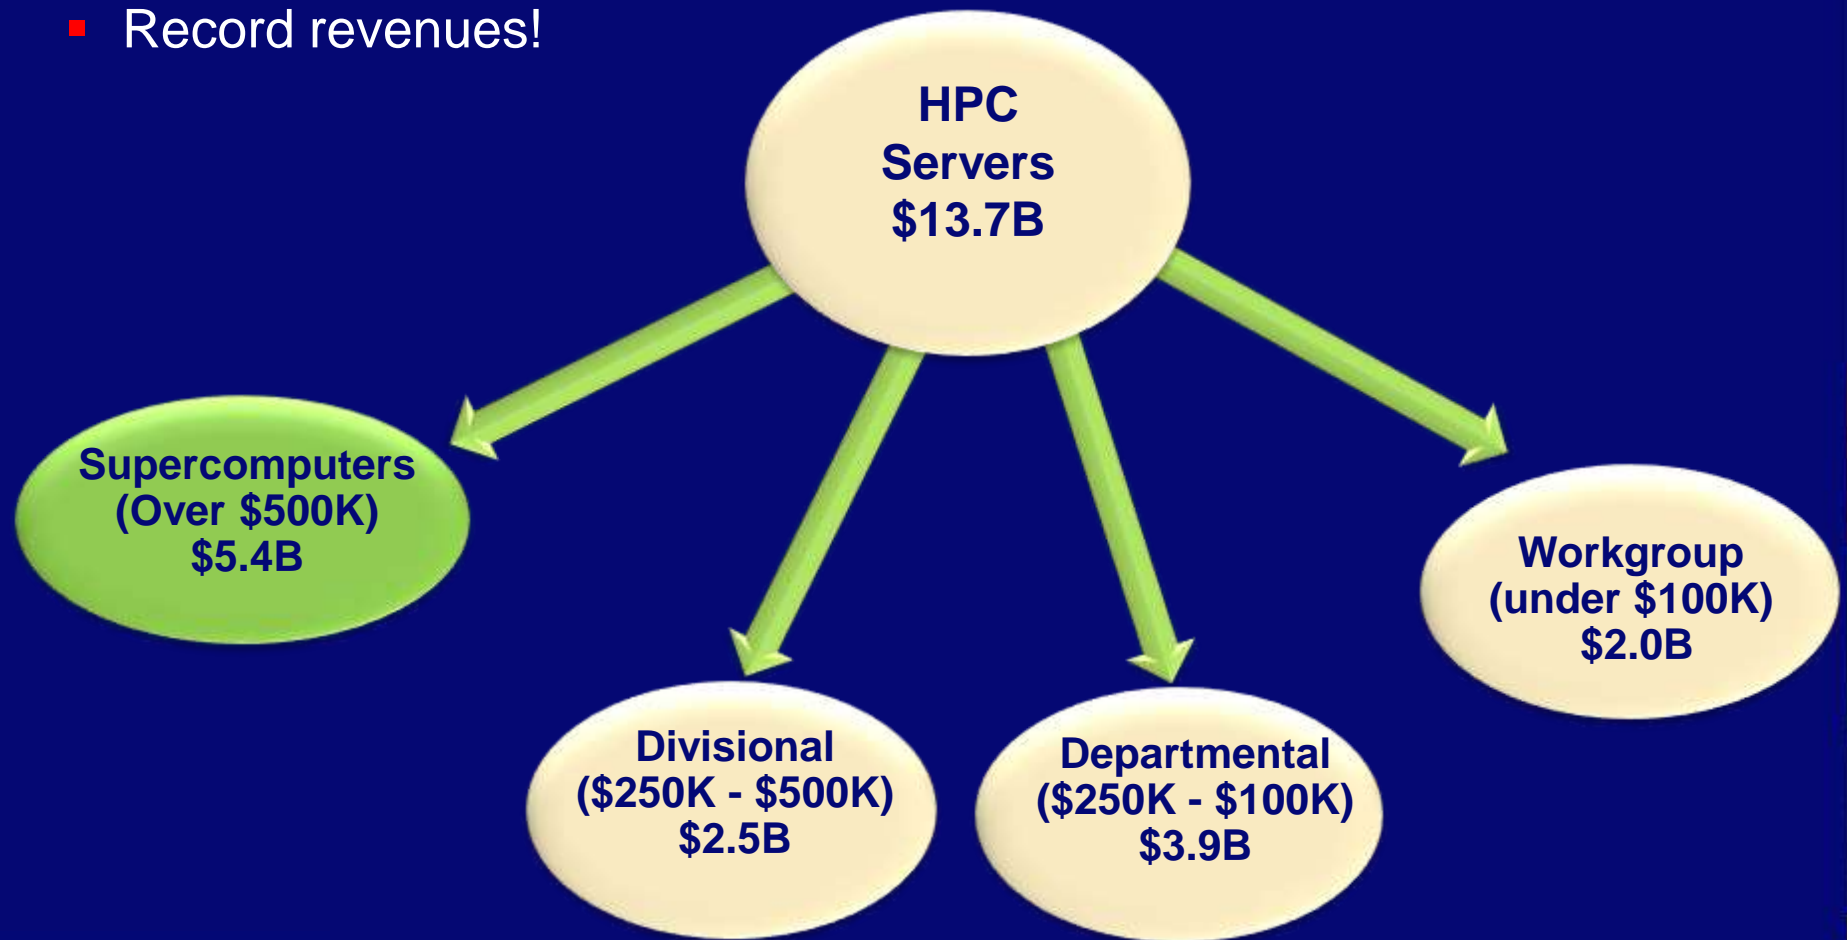 ▪ Record revenues!
HPC
Servers
$13.7B
Supercomputers
(Over $500K)
$5.4B
Workgroup
(under $100K)
$2.0B
Divisional
($250K - $500K)
$2.5B
Departmental
($250K - $100K)
$3.9B